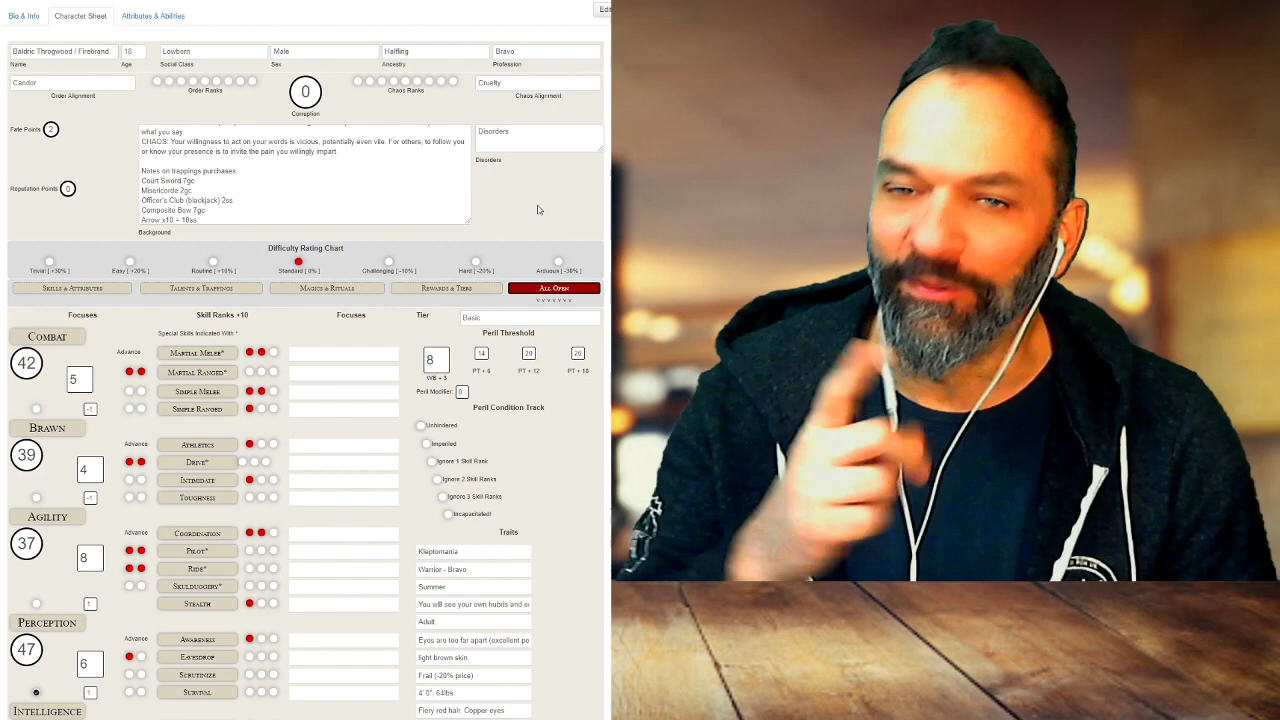 Bio & Info Character Sheet Attributes & Abilities
Baldric Throgwood / Firebrand 18 Lowborn Male Halfling Bravo
Name Age Social Class Sex Ancestry Profession
Candor 0 Cruelty
Order Alignment Order Ranks Corruption Chaos Ranks Chaos Alignment
Fate Points 2
what you say.
CHAOS: Your willingness to act on your words is vicious, potentially even vile. For others, to follow you
or know your presence is to invite the pain you willingly impart.
Notes on trappings purchases
Court Sword 7gc
Misericorde 2gc
Officer's Club (blackjack) 2ss
Composite Bow 7gc
Arrow x10 = 10ss
Background
Disorders
Disorders
Reputation Points 0
Difficulty Rating Chart
Trivial [ +30% ] Easy [ +20% ] Routine [ +10% ] Standard [ 0% ] Challenging [ -10% ] Hard [ -20% ] Arduous [ -30% ]
SKILLS & ATTRIBUTES TALENTS & TRAPPINGS MAGICK & RITUALS REWARDS & TIERS ALL OPEN
v v v v v v v
Focuses Skill Ranks +10 Focuses Tier: Basic
COMBAT
42
5
-1
Special Skills Indicated With *
Advance MARTIAL MELEE*
MARTIAL RANGED*
SIMPLE MELEE
SIMPLE RANGED
BRAWN
39
4
-1
Advance ATHLETICS
DRIVE*
INTIMIDATE
TOUGHNESS
AGILITY
37
8
1
COORDINATION
PILOT*
RIDE*
SKULDUGGERY*
STEALTH
PERCEPTION
47
6
1
Advance AWARENESS
EAVESDROP
SCRUTINIZE
SURVIVAL
INTELLIGENCE
Peril Threshold
8 14 20 26
WB + 3 PT + 6 PT + 12 PT + 18
Peril Modifier: 0
Peril Condition Track
Unhindered
Imperiled
Ignore 1 Skill Rank
Ignore 2 Skill Ranks
Ignore 3 Skill Ranks
Incapacitated!
Traits
Kleptomania
Warrior - Bravo
Summer
You will see your own hubris and
Adult
Eyes are too far apart (excellent
light brown skin
Frail (-20% price)
4' 0", 64lbs.
Fiery red hair. Copper eyes